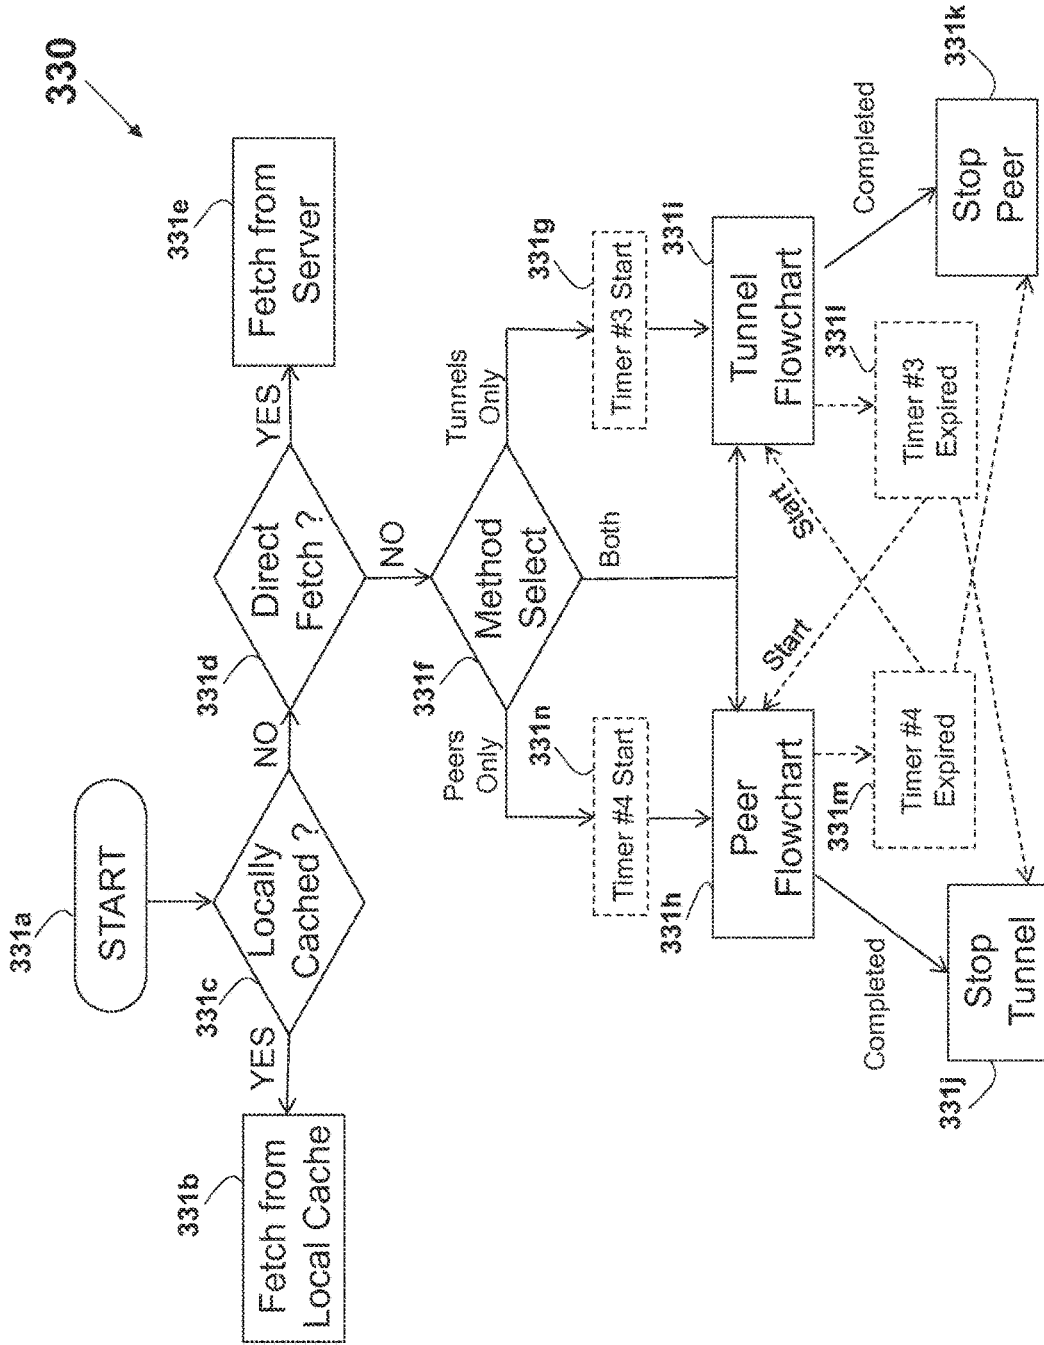 330
331a
START
331c
Locally
Cached ?
YES
NO
331b
Fetch from
Local Cache
331d
Direct
Fetch ?
YES
NO
331e
Fetch from
Server
331f
Method
Select
Peers
Only
Tunnels
Only
Both
331n
Timer #4 Start
331g
Timer #3 Start
331h
Peer
Flowchart
331i
Tunnel
Flowchart
Start
Start
331m
Timer #4
Expired
331l
Timer #3
Expired
Completed
Completed
331j
Stop
Tunnel
331k
Stop
Peer